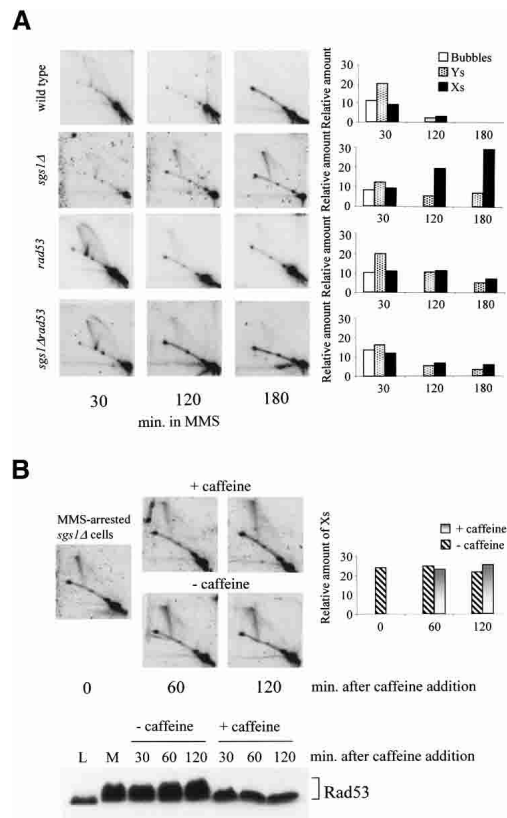 A
wild type
sgs1Δ
rad53
sgs1Δrad53
30 120 180
min. in MMS
Relative amount
30
20
10
0
30 120 180
Bubbles
Ys
Xs
Relative amount
30
20
10
0
30 120 180
Relative amount
30
20
10
0
30 120 180
Relative amount
30
20
10
0
30 120 180
B
+ caffeine
MMS-arrested
sgs1Δ cells
- caffeine
0 60 120 min. after caffeine addition
Relative amount of Xs
30
20
10
0
0 60 120
+ caffeine
- caffeine
- caffeine + caffeine
L M 30 60 120 30 60 120 min. after caffeine addition
Rad53